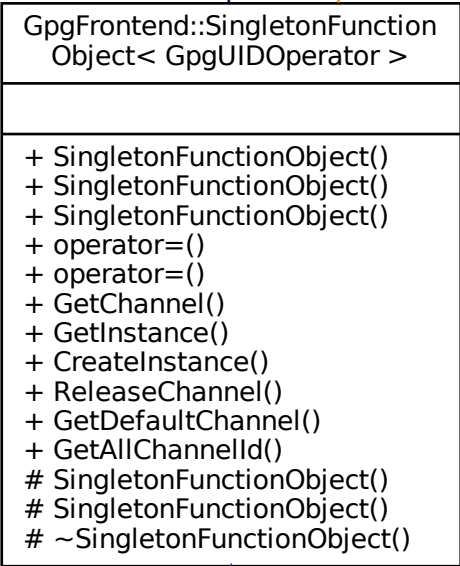 GpgFrontend::SingletonFunction
Object< GpgUIDOperator >
+ SingletonFunctionObject()
+ SingletonFunctionObject()
+ SingletonFunctionObject()
+ operator=()
+ operator=()
+ GetChannel()
+ GetInstance()
+ CreateInstance()
+ ReleaseChannel()
+ GetDefaultChannel()
+ GetAllChannelId()
# SingletonFunctionObject()
# SingletonFunctionObject()
# ~SingletonFunctionObject()